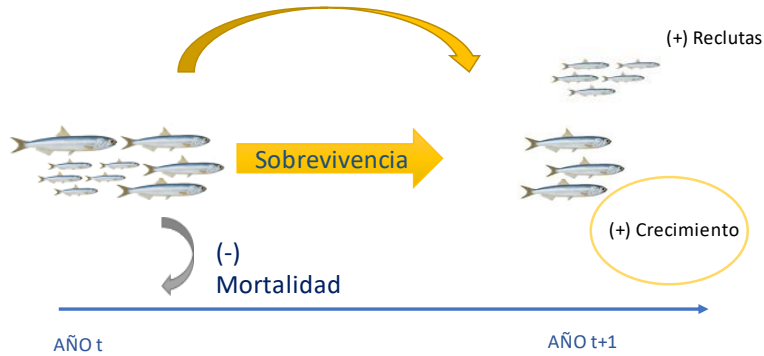 (+) Reclutas
Sobrevivencia
(+) Crecimiento
(-)
Mortalidad
AÑO t
AÑO t+1